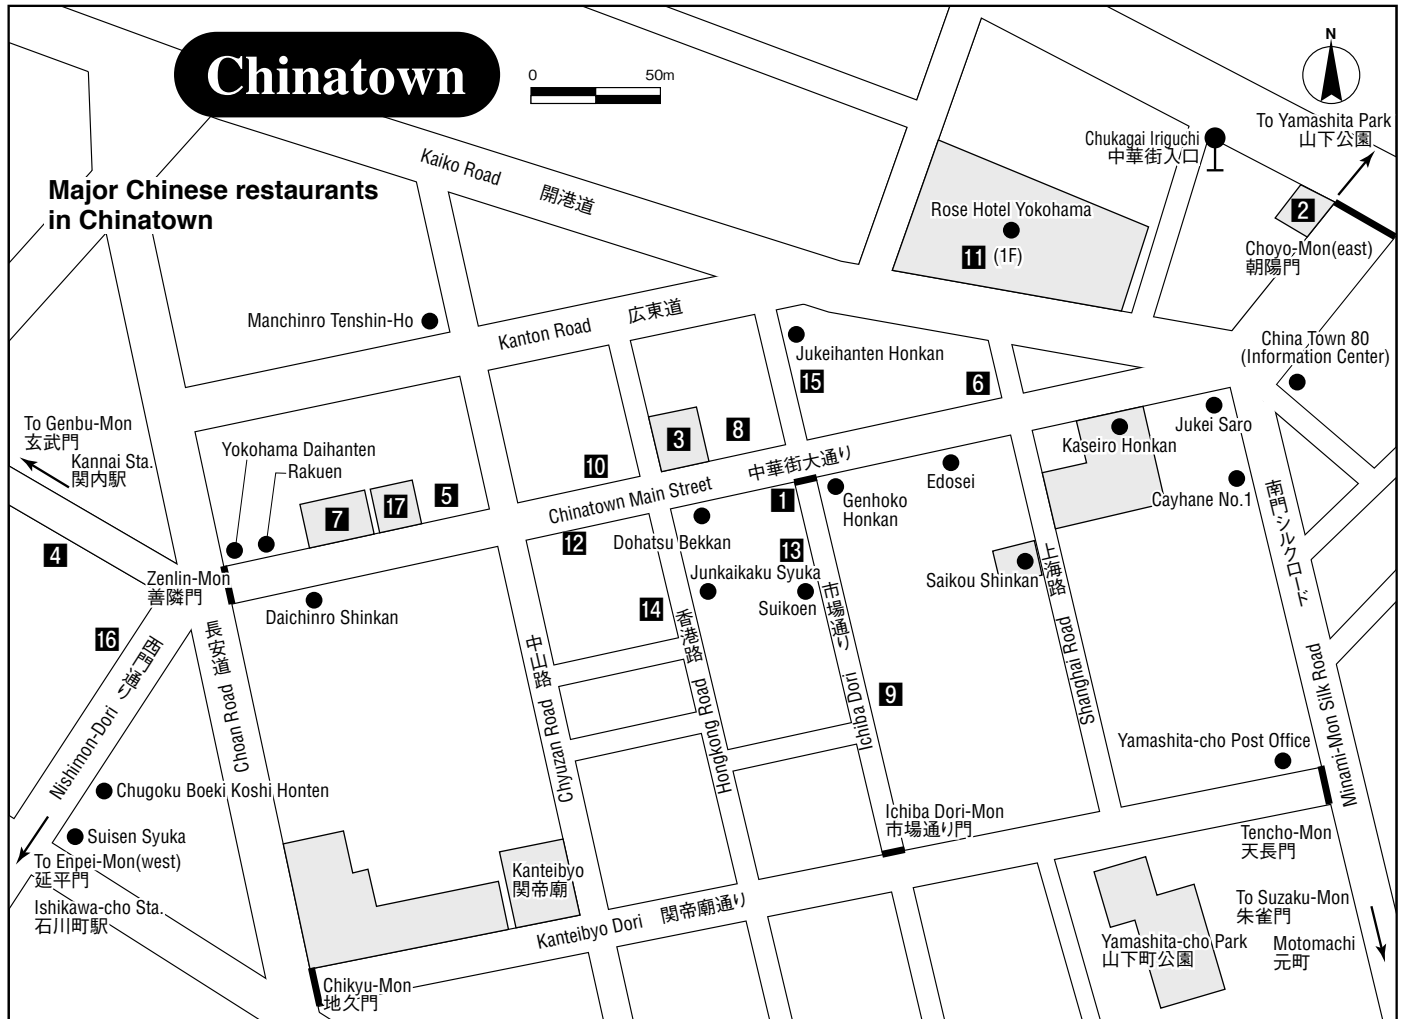 Chinatown
0 50m
N
Major Chinese restaurants
in Chinatown
Kaiko Road 開港道
Chukagai Iriguchi
中華街入口
To Yamashita Park
山下公園
2
Choyo-Mon(east)
朝陽門
Rose Hotel Yokohama
11 (1F)
Manchinro Tenshin-Ho
Kanton Road 広東道
Jukeihanten Honkan
15
6
China Town 80
(Information Center)
To Genbu-Mon
玄武門
Kannai Sta.
関内駅
Yokohama Daihanten
Rakuen
7
17
5
10
3
8
Chinatown Main Street 中華街大通り
1
Genhoko
Honkan
Edosei
Kaseiro Honkan
Jukei Saro
Cayhane No.1
南門シルクロード
Minami-Mon Silk Road
4
Zenlin-Mon
善隣門
Daichinro Shinkan
12
Dohatsu Bekkan
13
Junkaikaku Syuka
Suikoen
Saikou Shinkan
上海路
Shanghai Road
16
西門通り
Nishimon-Dori
長安道
Choan Road
中山路
Chyuzan Road
14
香港路
Hongkong Road
市場通り
Ichiba Dori
9
Yamashita-cho Post Office
Chugoku Boeki Koshi Honten
Suisen Syuka
To Enpei-Mon(west)
延平門
Ishikawa-cho Sta.
石川町駅
Ichiba Dori-Mon
市場通り門
Tencho-Mon
天長門
Kanteibyo
関帝廟
Kanteibyo Dori 関帝廟通り
To Suzaku-Mon
朱雀門
Motomachi
元町
Yamashita-cho Park
山下町公園
Chikyu-Mon
地久門